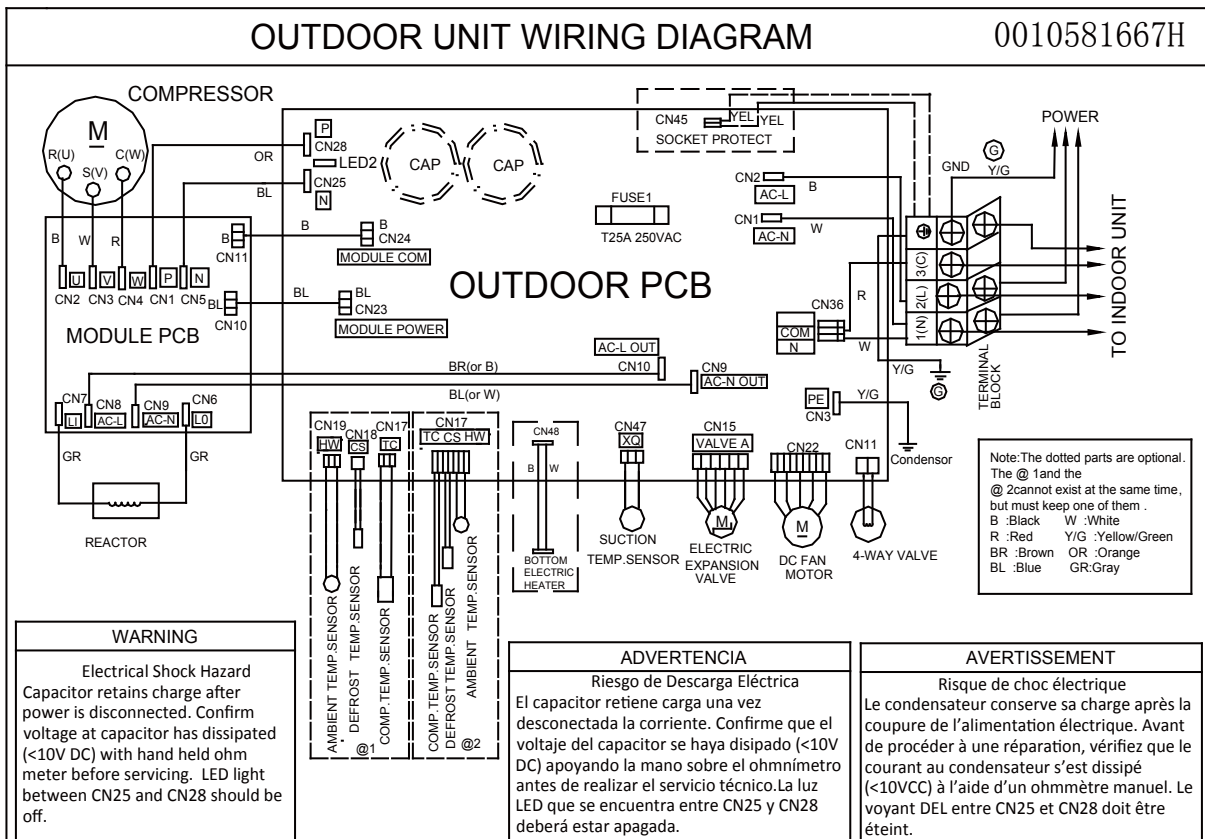 OUTDOOR UNIT WIRING DIAGRAM
0010581667H
COMPRESSOR
M
R(U)
S(V)
C(W)
B
W
R
OR
BL
P
CN28
LED2
CN25
N
CAP
CAP
CN45
YEL
YEL
SOCKET PROTECT
POWER
GND
Y/G
G
CN2
AC-L
B
CN1
AC-N
W
FUSE1
T25A 250VAC
B
CN11
B
B
CN24
MODULE COM
U
V
W
P
N
CN2
CN3
CN4
CN1
CN5
BL
CN10
BL
BL
CN23
MODULE POWER
OUTDOOR PCB
MODULE PCB
3(C)
2(L)
1(N)
TO INDOOR UNIT
TERMINAL
BLOCK
CN36
COM
N
R
W
Y/G
G
AC-L OUT
CN10
BR(or B)
CN9
AC-N OUT
BL(or W)
PE
CN3
Y/G
Condensor
CN7
LI
CN8
AC-L
CN9
AC-N
CN6
L0
GR
GR
REACTOR
CN19
HW
CN18
CS
CN17
TC
AMBIENT TEMP.SENSOR
DEFROST TEMP.SENSOR
COMP.TEMP.SENSOR
@1
CN17
TC CS HW
COMP.TEMP.SENSOR
DEFROST TEMP.SENSOR
AMBIENT TEMP.SENSOR
@2
CN48
B
W
BOTTOM
ELECTRIC
HEATER
CN47
XQ
SUCTION
TEMP.SENSOR
CN15
VALVE A
M
ELECTRIC
EXPANSION
VALVE
CN22
M
DC FAN
MOTOR
CN11
4-WAY VALVE
Note:The dotted parts are optional.
The @ 1and the
@ 2cannot exist at the same time,
but must keep one of them .
B :Black W :White
R :Red Y/G :Yellow/Green
BR :Brown OR :Orange
BL :Blue GR:Gray
WARNING
Electrical Shock Hazard
Capacitor retains charge after
power is disconnected. Confirm
voltage at capacitor has dissipated
(<10V DC) with hand held ohm
meter before servicing. LED light
between CN25 and CN28 should be
off.
ADVERTENCIA
Riesgo de Descarga Eléctrica
El capacitor retiene carga una vez
desconectada la corriente. Confirme que el
voltaje del capacitor se haya disipado (<10V
DC) apoyando la mano sobre el ohmnímetro
antes de realizar el servicio técnico.La luz
LED que se encuentra entre CN25 y CN28
deberá estar apagada.
AVERTISSEMENT
Risque de choc électrique
Le condensateur conserve sa charge après la
coupure de l'alimentation électrique. Avant
de procéder à une réparation, vérifiez que le
courant au condensateur s'est dissipé
(<10VCC) à l'aide d'un ohmmètre manuel. Le
voyant DEL entre CN25 et CN28 doit être
éteint.